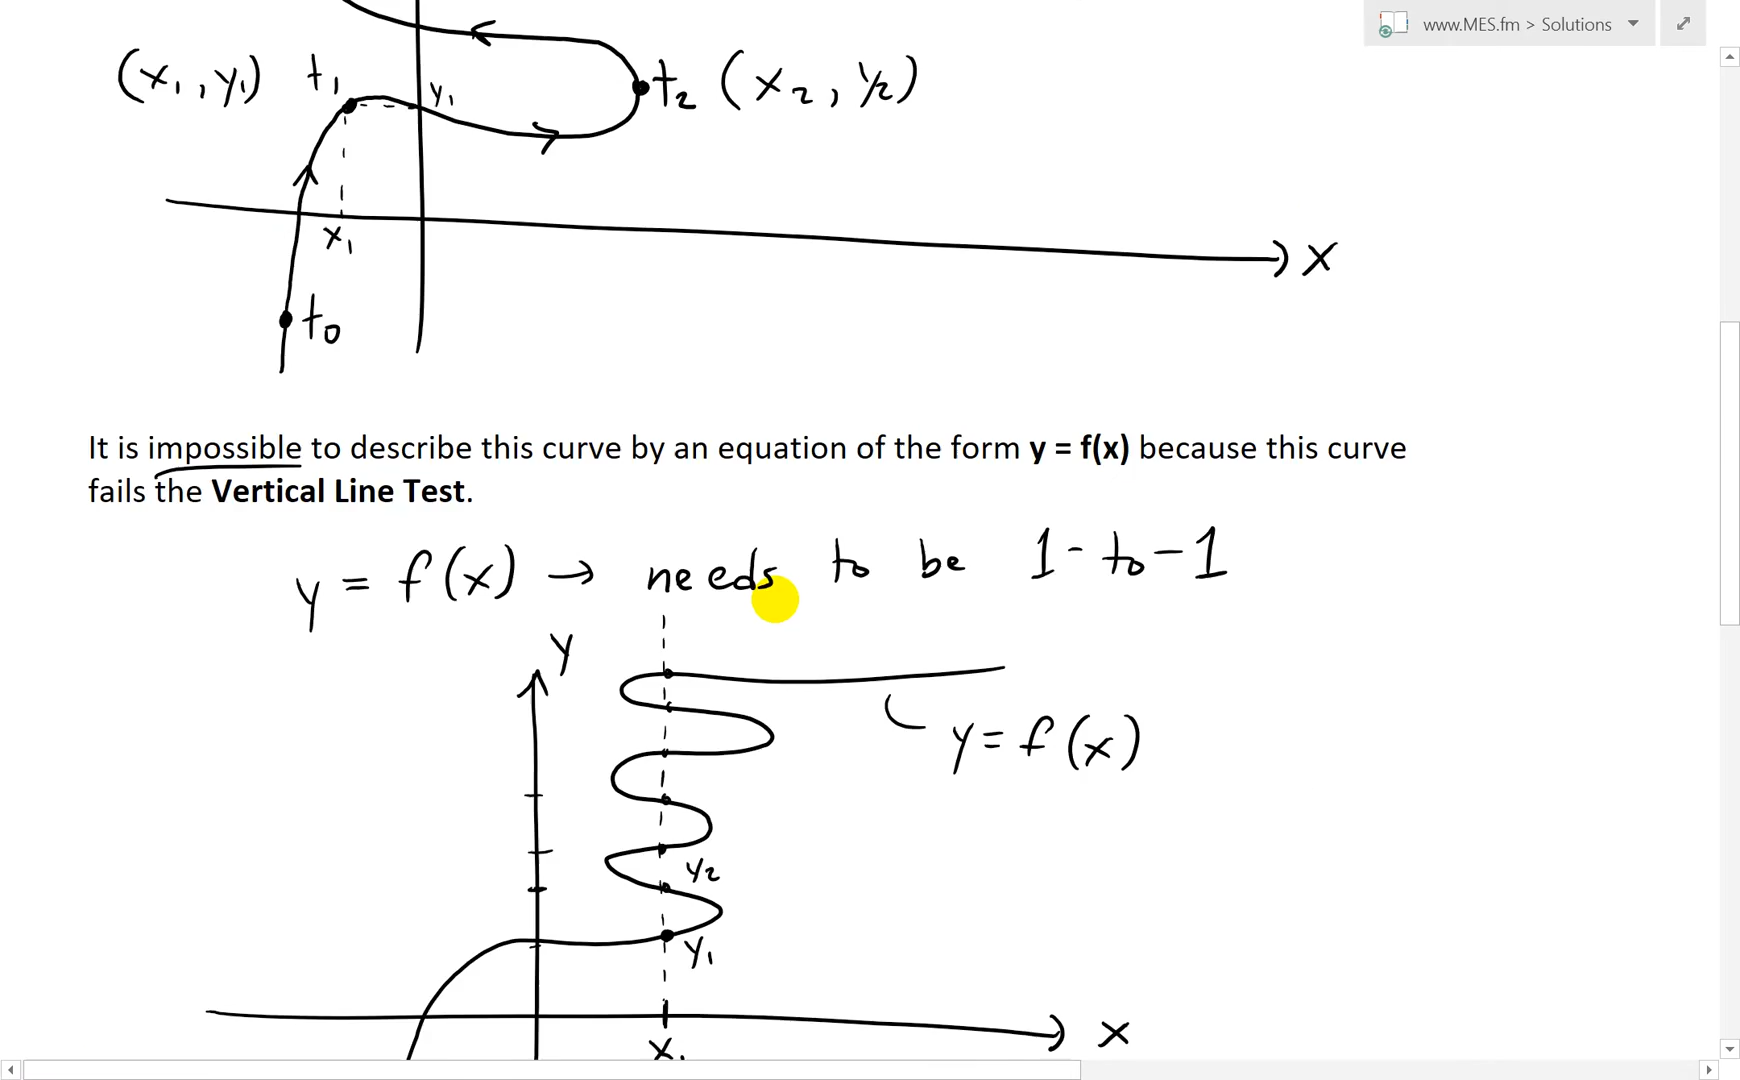 www.MES.fm > Solutions
(x₁, y₁) t₁ y₁ t₂ (x₂, y₂)
x₁ x
t₀
It is impossible to describe this curve by an equation of the form y = f(x) because this curve
fails the Vertical Line Test.
y = f(x) → needs to be 1-to-1
y
y = f(x)
y₂
y₁
x
x₁